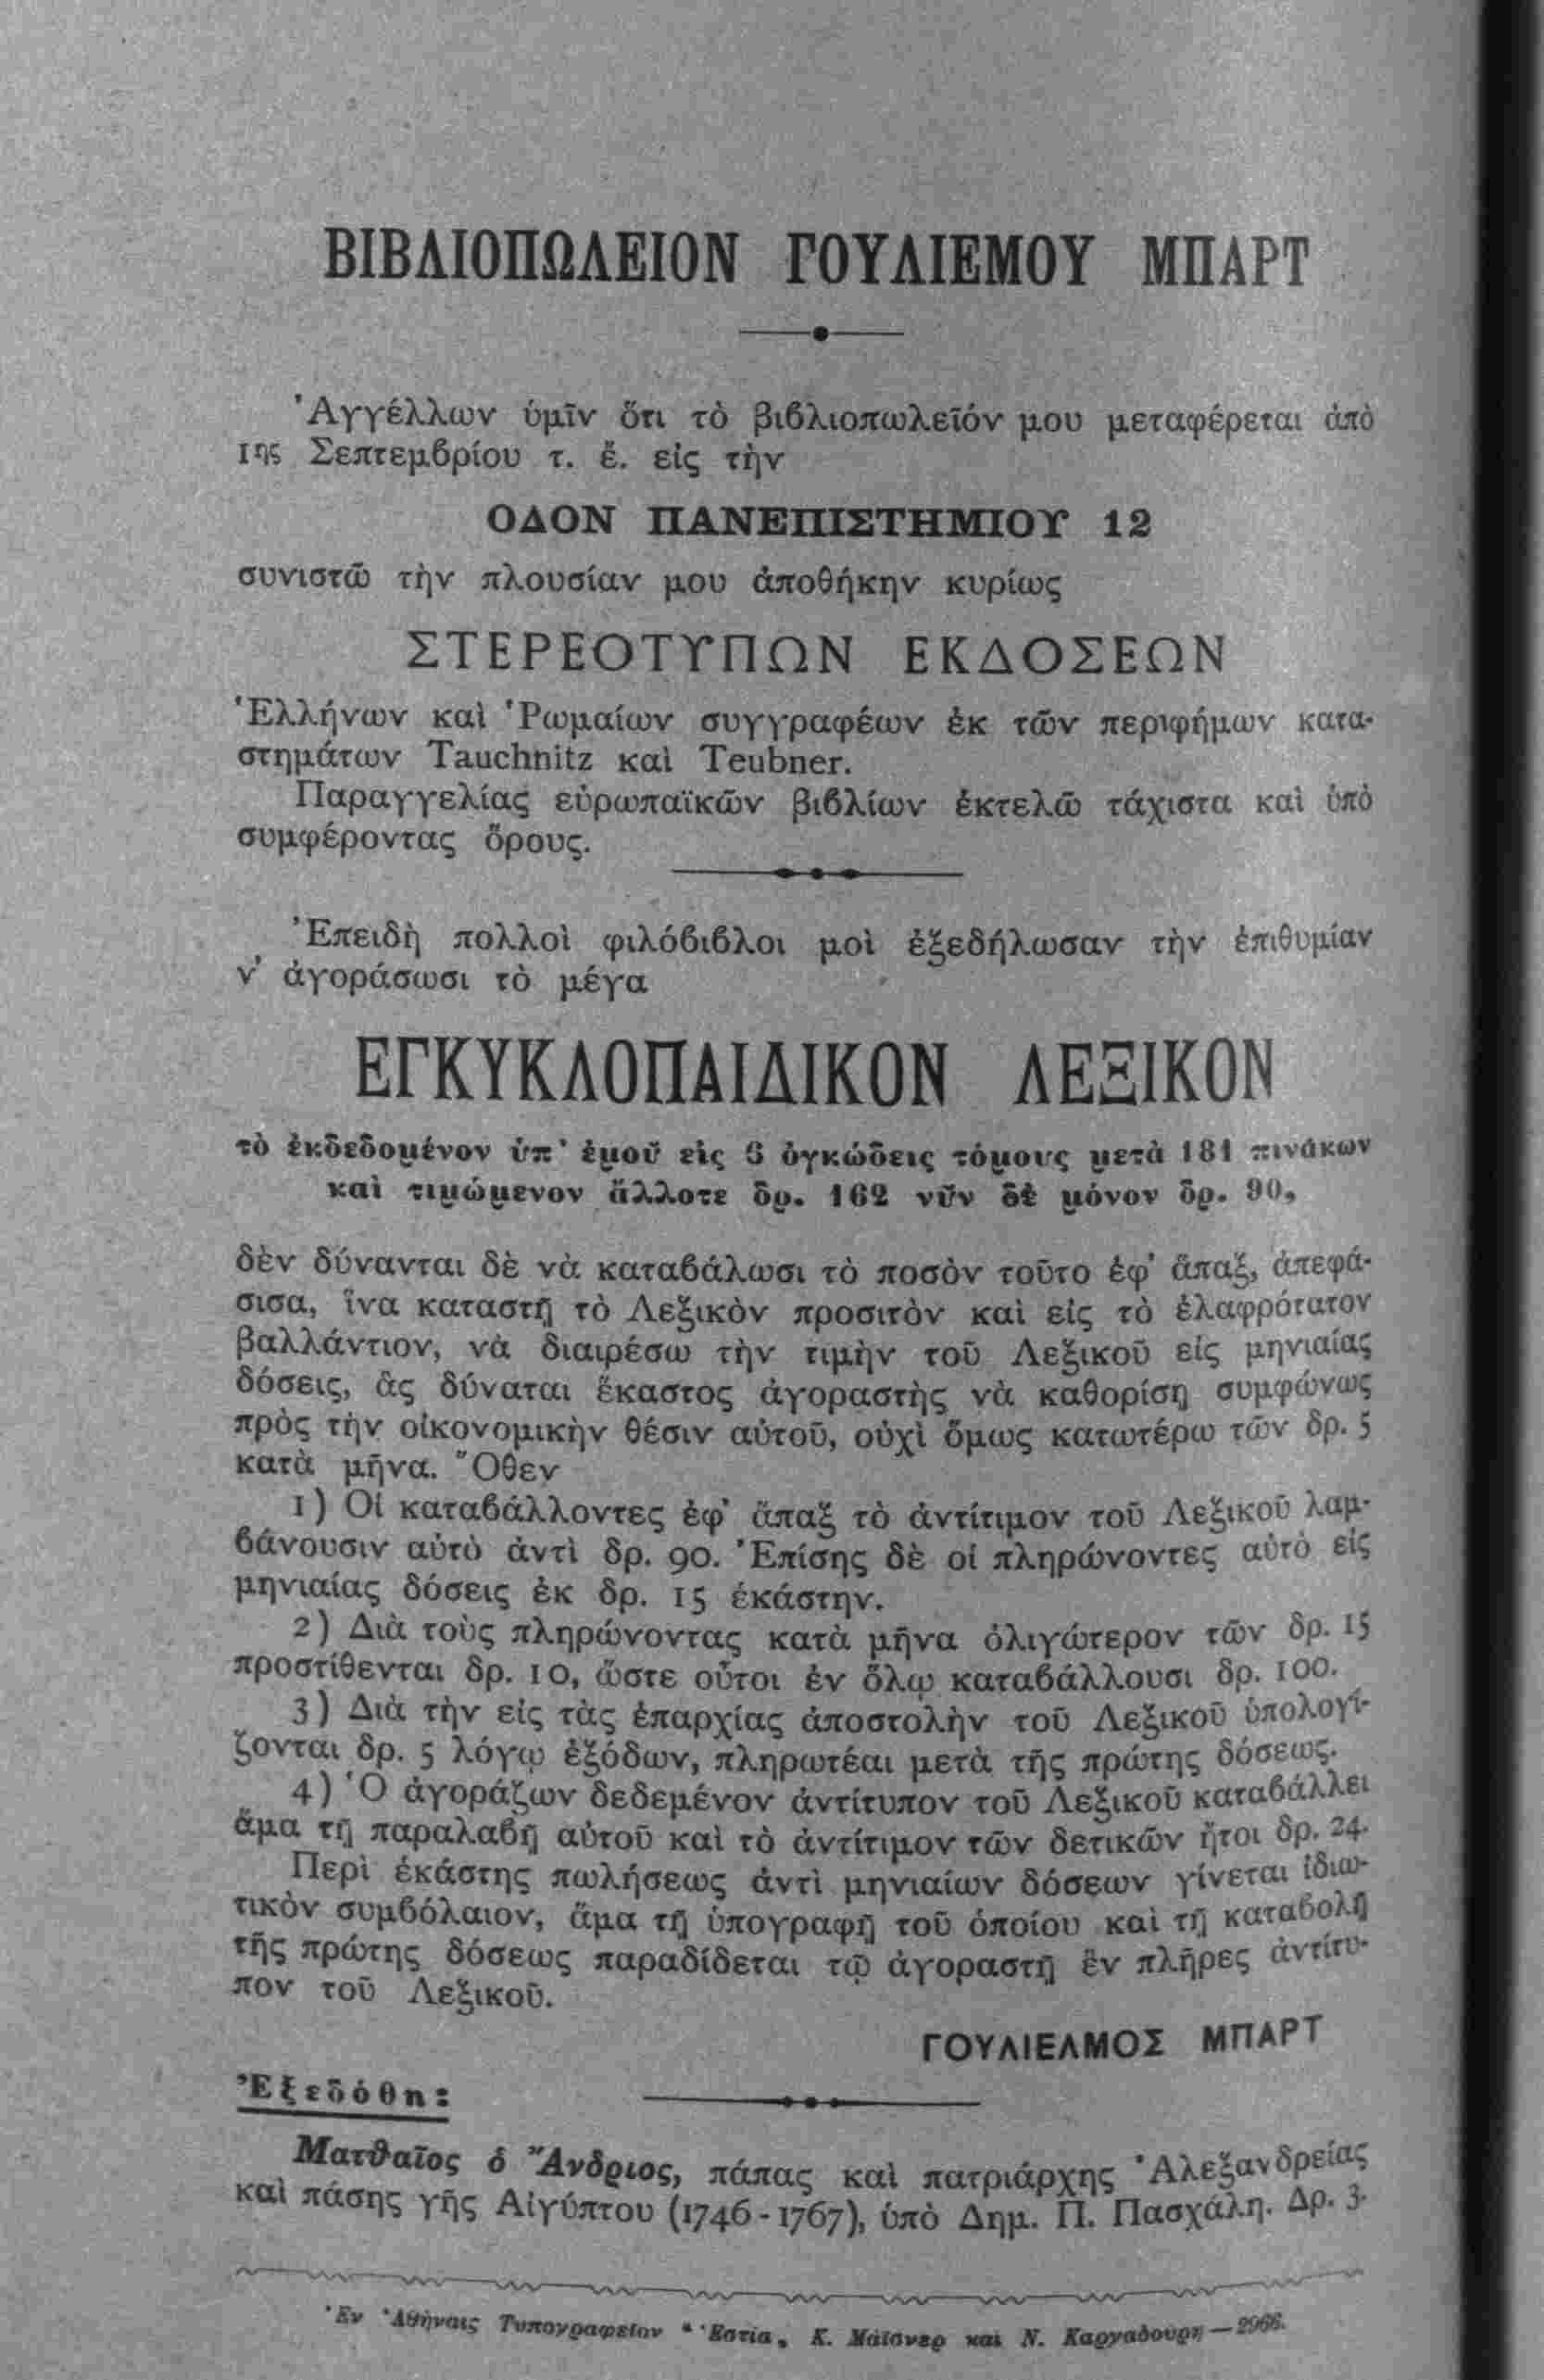 ΒΙΒΛΙΟΠΩΛΕΙΟΝ ΓΟΥΛΙΕΜΟΥ ΜΠΑΡΤ
Ἀγγέλλων ὑμῖν ὅτι τὸ βιβλιοπωλεῖόν μου μεταφέρεται ἀπὸ
1ης Σεπτεμβρίου τ. ἔ. εἰς τὴν
ΟΔΟΝ ΠΑΝΕΠΙΣΤΗΜΙΟΥ 12
συνιστῶ τὴν πλουσίαν μου ἀποθήκην κυρίως
ΣΤΕΡΕΟΤΥΠΩΝ ΕΚΔΟΣΕΩΝ
Ἑλλήνων καὶ Ῥωμαίων συγγραφέων ἐκ τῶν περιφήμων κατα-
στημάτων Tauchnitz καὶ Teubner.
Παραγγελίας εὐρωπαϊκῶν βιβλίων ἐκτελῶ τάχιστα καὶ ὑπὸ
συμφέροντας ὅρους.
Ἐπειδὴ πολλοὶ φιλόβιβλοι μοὶ ἐξεδήλωσαν τὴν ἐπιθυμίαν
ν' ἀγοράσωσι τὸ μέγα
ΕΓΚΥΚΛΟΠΑΙΔΙΚΟΝ ΛΕΞΙΚΟΝ
τὸ ἐκδεδομένον ὑπ' ἐμοῦ εἰς 6 ὀγκώδεις τόμους μετὰ 181 πινάκων
καὶ τιμώμενον ἄλλοτε δρ. 162 νῦν δὲ μόνον δρ. 90,
δὲν δύνανται δὲ νὰ καταβάλωσι τὸ ποσὸν τοῦτο ἐφ' ἅπαξ, ἀπεφά-
σισα, ἵνα καταστῇ τὸ Λεξικὸν προσιτὸν καὶ εἰς τὸ ἐλαφρότατον
βαλλάντιον, νὰ διαιρέσω τὴν τιμὴν τοῦ Λεξικοῦ εἰς μηνιαίας
δόσεις, ἃς δύναται ἕκαστος ἀγοραστὴς νὰ καθορίσῃ συμφώνως
πρὸς τὴν οἰκονομικὴν θέσιν αὐτοῦ, οὐχὶ ὅμως κατωτέρω τῶν δρ. 5
κατὰ μῆνα. Ὅθεν
1) Οἱ καταβάλλοντες ἐφ' ἅπαξ τὸ ἀντίτιμον τοῦ Λεξικοῦ λαμ-
βάνουσιν αὐτὸ ἀντὶ δρ. 90. Ἐπίσης δὲ οἱ πληρώνοντες αὐτὸ εἰς
μηνιαίας δόσεις ἐκ δρ. 15 ἑκάστην.
2) Διὰ τοὺς πληρώνοντας κατὰ μῆνα ὀλιγώτερον τῶν δρ. 15
προστίθενται δρ. 10, ὥστε οὗτοι ἐν ὅλῳ καταβάλλουσι δρ. 100.
3) Διὰ τὴν εἰς τὰς ἐπαρχίας ἀποστολὴν τοῦ Λεξικοῦ ὑπολογί-
ζονται δρ. 5 λόγῳ ἐξόδων, πληρωτέαι μετὰ τῆς πρώτης δόσεως.
4) Ὁ ἀγοράζων δεδεμένον ἀντίτυπον τοῦ Λεξικοῦ καταβάλλει
ἅμα τῇ παραλαβῇ αὐτοῦ καὶ τὸ ἀντίτιμον τῶν δετικῶν ἤτοι δρ. 24.
Περὶ ἑκάστης πωλήσεως ἀντὶ μηνιαίων δόσεων γίνεται ἰδιω-
τικὸν συμβόλαιον, ἅμα τῇ ὑπογραφῇ τοῦ ὁποίου καὶ τῇ καταβολῇ
τῆς πρώτης δόσεως παραδίδεται τῷ ἀγοραστῇ ἓν πλῆρες ἀντίτυ-
πον τοῦ Λεξικοῦ.
ΓΟΥΛΙΕΛΜΟΣ ΜΠΑΡΤ
Ἐξεδόθη:
Ματθαῖος ὁ Ἄνδριος, πάπας καὶ πατριάρχης Ἀλεξανδρείας
καὶ πάσης γῆς Αἰγύπτου (1746-1767), ὑπὸ Δημ. Π. Πασχάλη. Δρ. 3.
Ἐν Ἀθήναις Τυπογραφεῖον "Ἑστία„ Κ. Μάϊσνερ καὶ Ν. Καργαδούρη—2966.